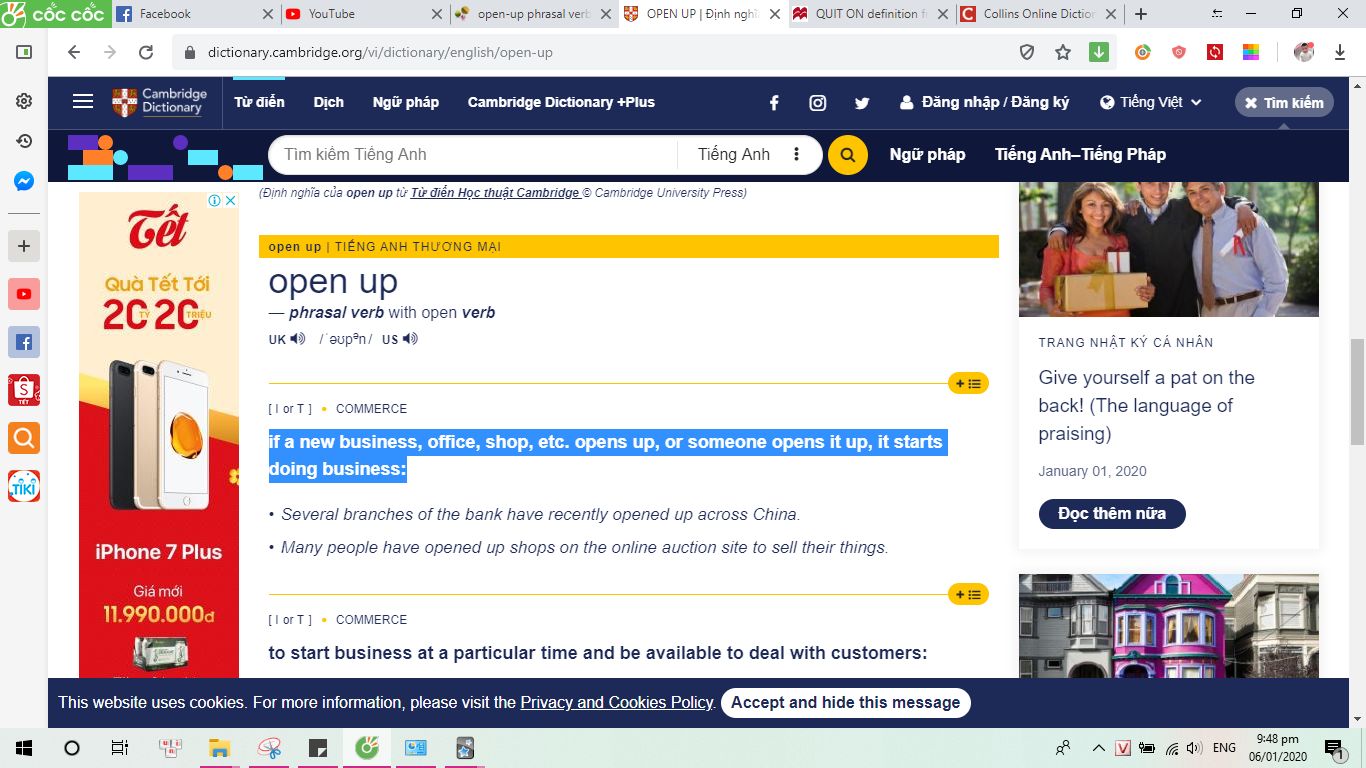 cốc cốc
Facebook
YouTube
open-up phrasal verb
OPEN UP | Định nghĩ
QUIT ON definition f
Collins Online Diction
dictionary.cambridge.org/vi/dictionary/english/open-up
Cambridge
Dictionary
Từ điển
Dịch
Ngữ pháp
Cambridge Dictionary +Plus
Đăng nhập / Đăng ký
Tiếng Việt
Tìm kiếm
Tìm kiếm Tiếng Anh
Tiếng Anh
Ngữ pháp
Tiếng Anh–Tiếng Pháp
(Định nghĩa của open up từ Từ điển Học thuật Cambridge © Cambridge University Press)
open up | TIẾNG ANH THƯƠNG MẠI
open up
— phrasal verb with open verb
UK /ˈəʊpᵊn/ US
[ I or T ] • COMMERCE
if a new business, office, shop, etc. opens up, or someone opens it up, it starts
doing business:
• Several branches of the bank have recently opened up across China.
• Many people have opened up shops on the online auction site to sell their things.
[ I or T ] • COMMERCE
to start business at a particular time and be available to deal with customers:
Tết
Quà Tết Tới
20 TỶ 20 TRIỆU
iPhone 7 Plus
Giá mới
11.990.000đ
TẾT
TIKI
TRANG NHẬT KÝ CÁ NHÂN
Give yourself a pat on the
back! (The language of
praising)
January 01, 2020
Đọc thêm nữa
This website uses cookies. For more information, please visit the Privacy and Cookies Policy. Accept and hide this message
ENG
9:48 pm
06/01/2020
1